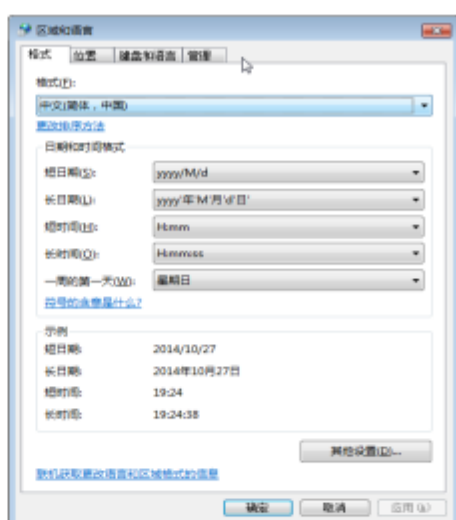 区域和语言
格式 位置 键盘和语言 管理
格式(F):
中文(简体，中国)
更改排序方法
日期和时间格式
短日期(S): yyyy/M/d
长日期(L): yyyy'年'M'月'd'日'
短时间(H): H:mm
长时间(O): H:mm:ss
一周的第一天(W): 星期日
符号的含意是什么?
示例
短日期: 2014/10/27
长日期: 2014年10月27日
短时间: 19:24
长时间: 19:24:38
其他设置(D)...
联机获取更改语言和区域格式的信息
确定 取消 应用(A)